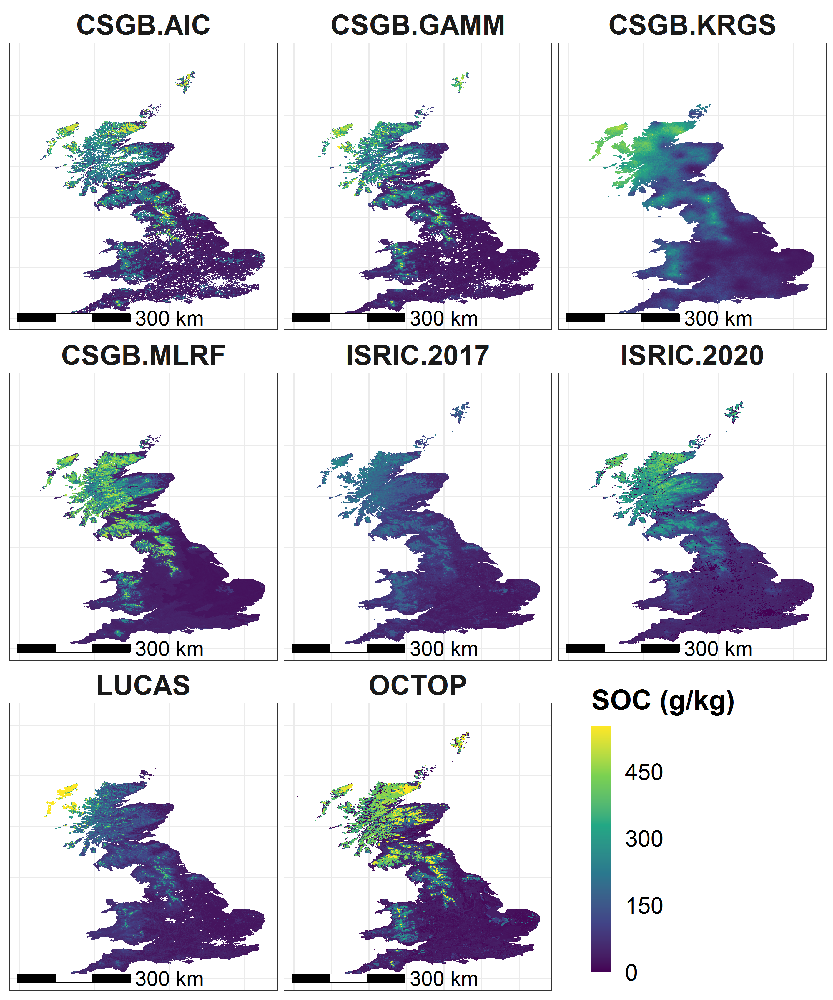 CSGB.AIC CSGB.GAMM CSGB.KRGS
300 km 300 km 300 km
CSGB.MLRF ISRIC.2017 ISRIC.2020
300 km 300 km 300 km
LUCAS OCTOP
SOC (g/kg)
450
300
150
0
300 km 300 km